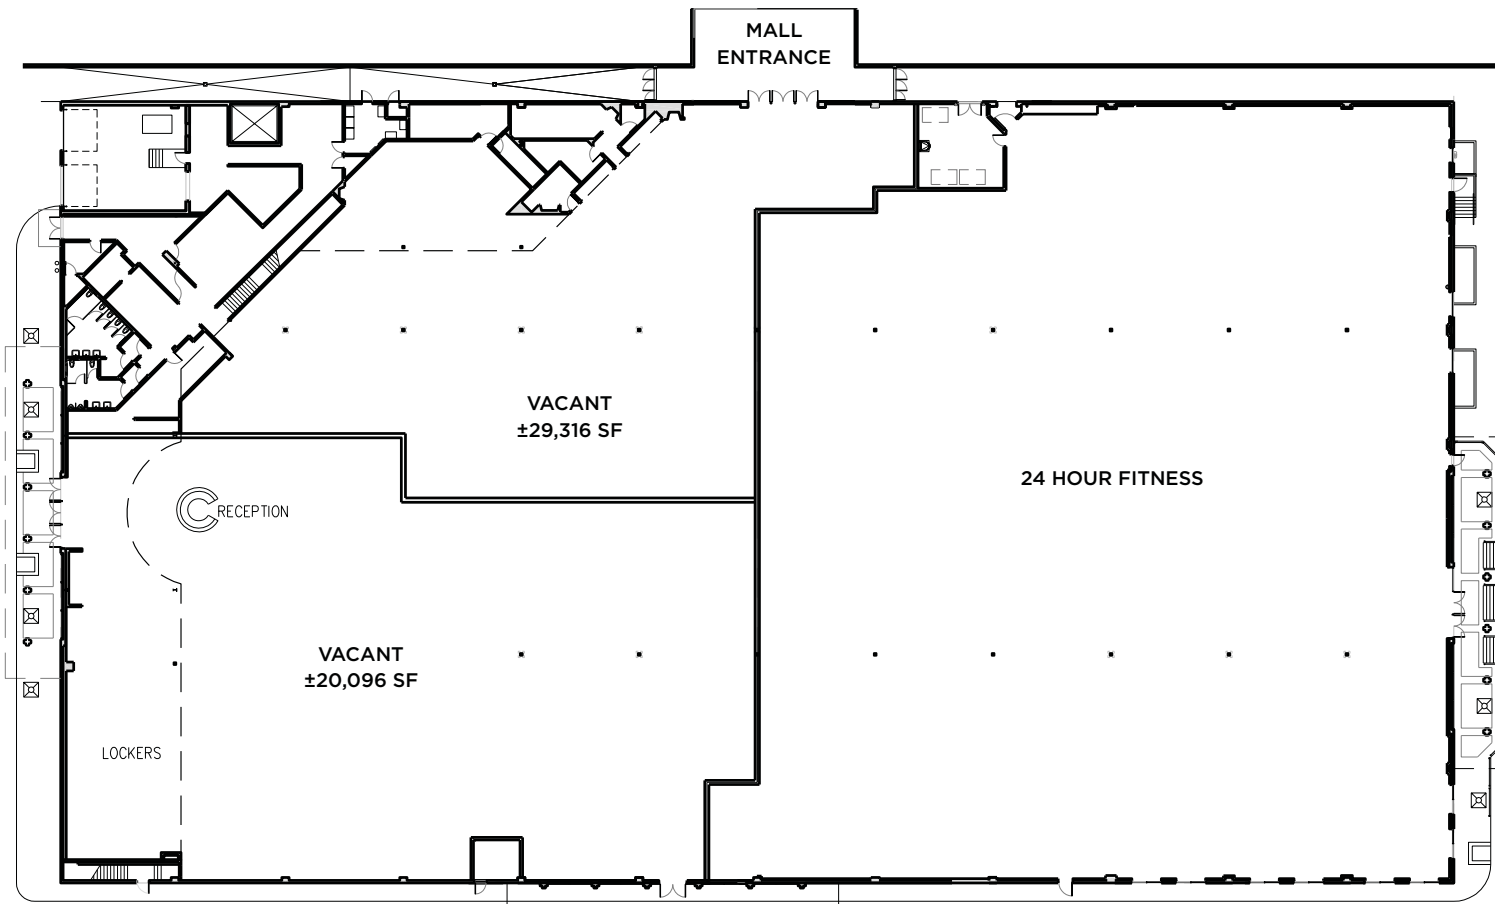 MALL
ENTRANCE
VACANT
±29,316 SF
24 HOUR FITNESS
RECEPTION
VACANT
±20,096 SF
LOCKERS